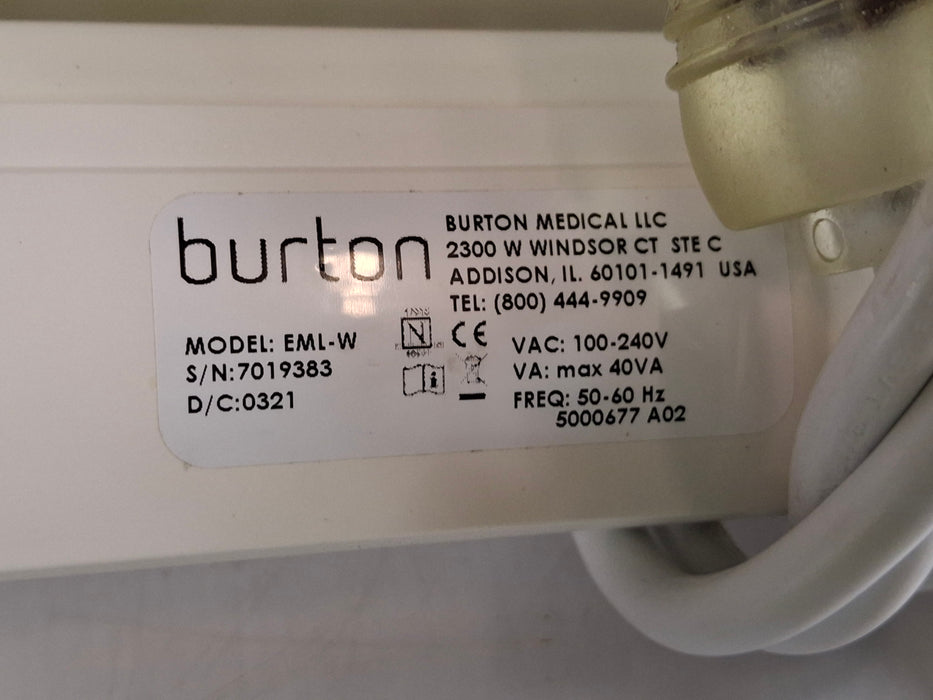 burton
BURTON MEDICAL LLC
2300 W WINDSOR CT STE C
ADDISON, IL. 60101-1491 USA
TEL: (800) 444-9909
MODEL: EML-W
S/N:7019383
D/C:0321
N
CE
i
VAC: 100-240V
VA: max 40VA
FREQ: 50-60 Hz
5000677 A02